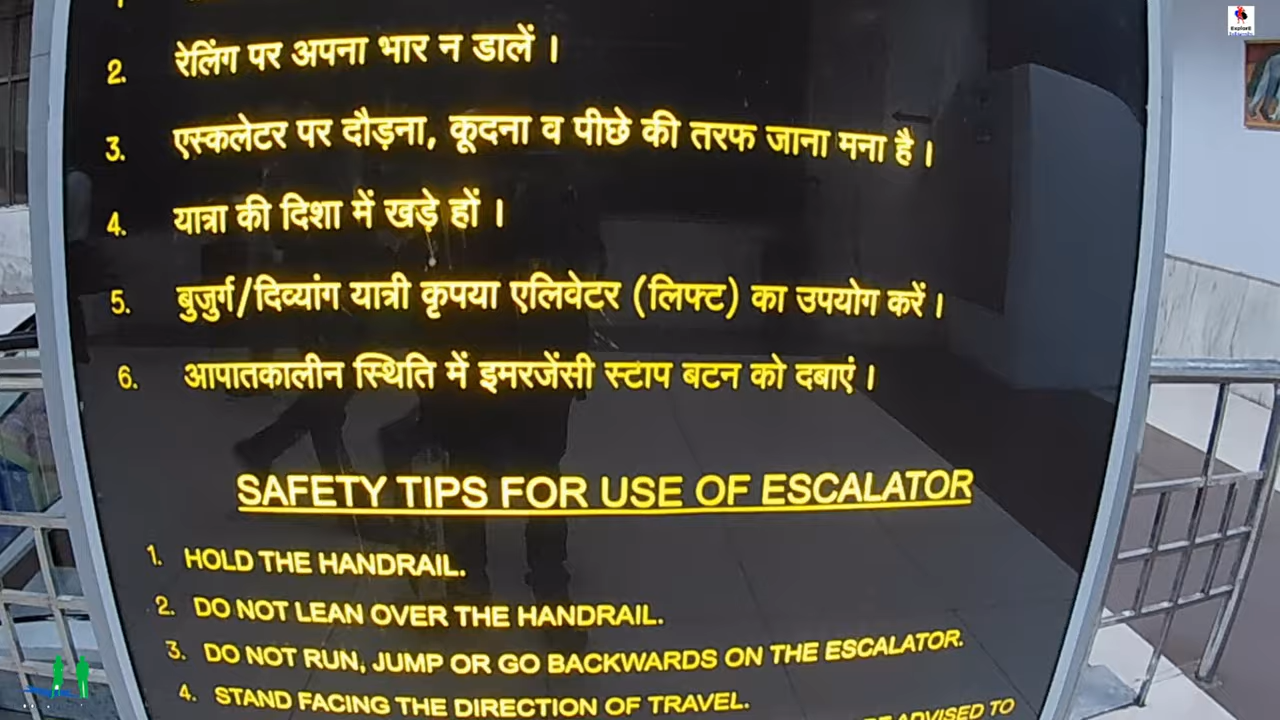 2. रेलिंग पर अपना भार न डालें ।
3. एस्कलेटर पर दौड़ना, कूदना व पीछे की तरफ जाना मना है ।
4. यात्रा की दिशा में खड़े हों ।
5. बुजुर्ग/दिव्यांग यात्री कृपया एलिवेटर (लिफ्ट) का उपयोग करें ।
6. आपातकालीन स्थिति में इमरजेंसी स्टाप बटन को दबाएं ।
SAFETY TIPS FOR USE OF ESCALATOR
1. HOLD THE HANDRAIL.
2. DO NOT LEAN OVER THE HANDRAIL.
3. DO NOT RUN, JUMP OR GO BACKWARDS ON THE ESCALATOR.
4. STAND FACING THE DIRECTION OF TRAVEL.
ADVISED TO